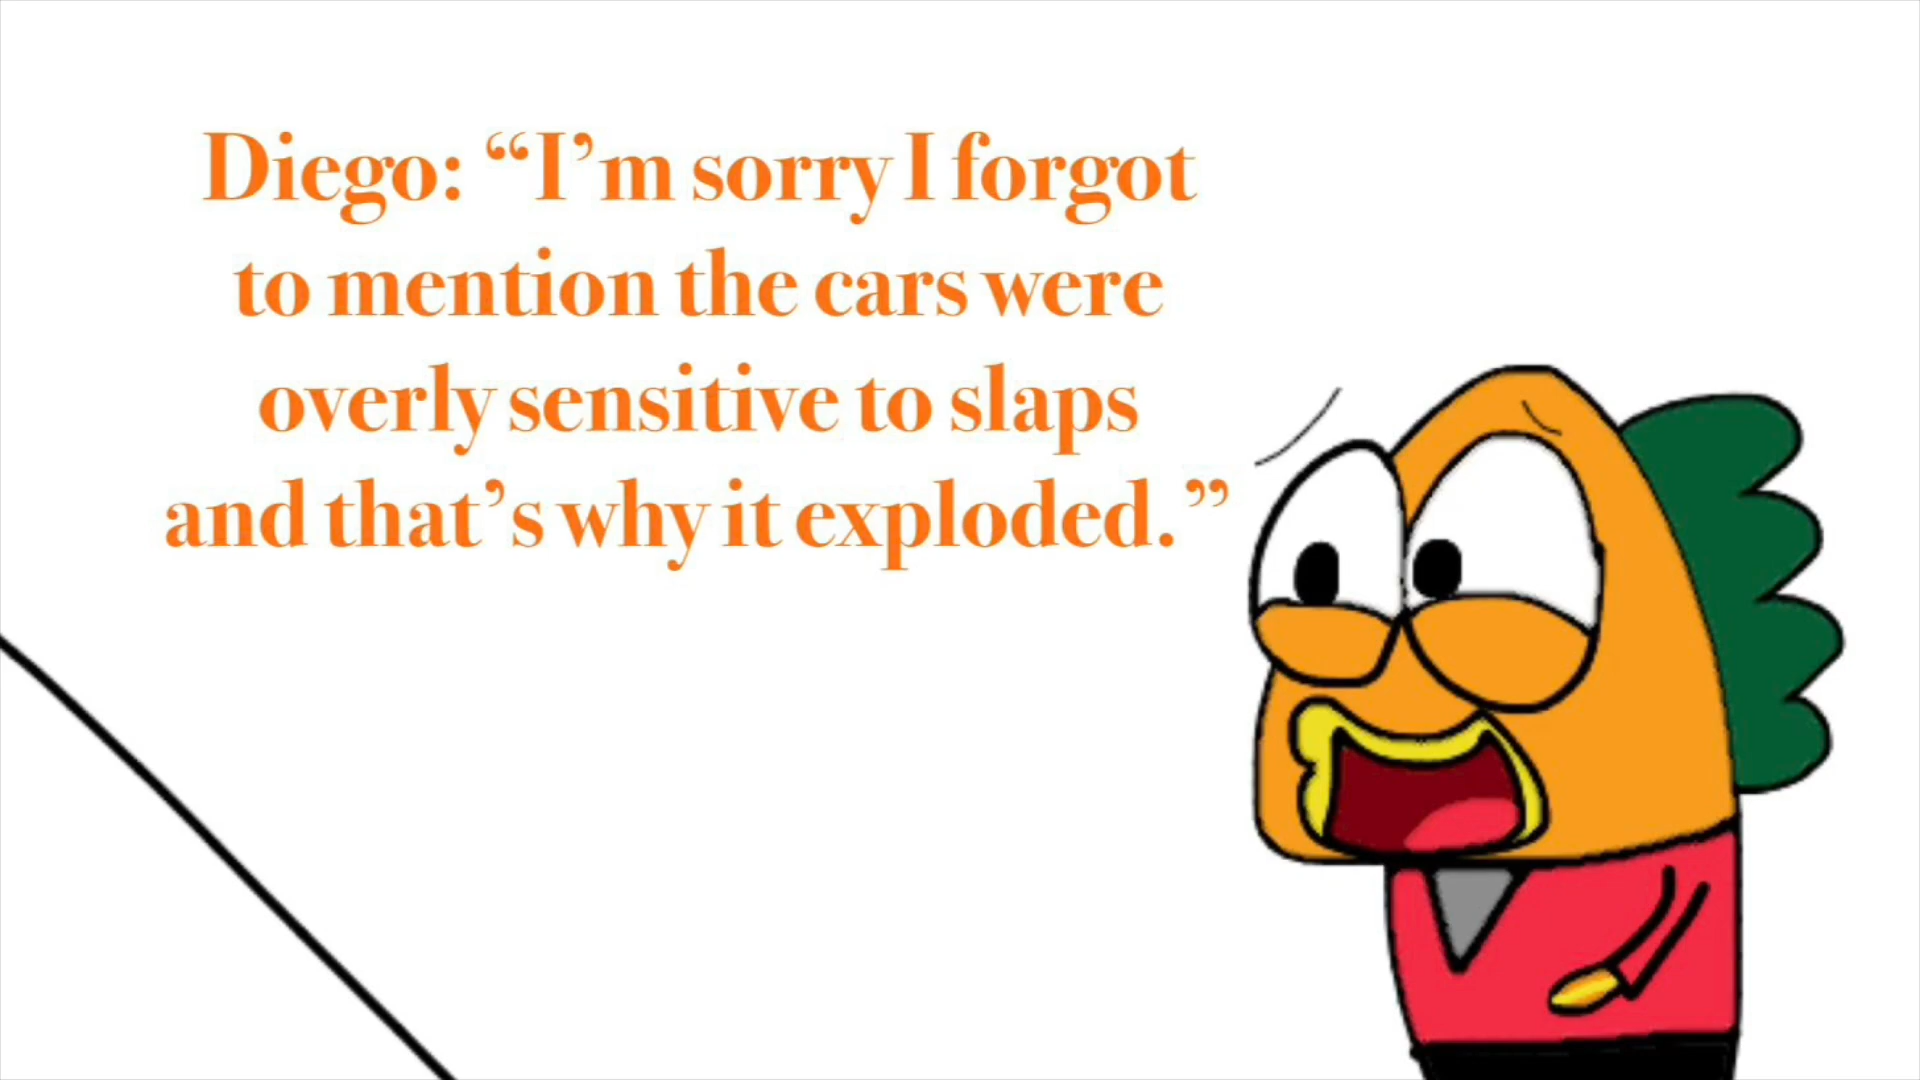 Diego: “I’m sorry I forgot
to mention the cars were
overly sensitive to slaps
and that’s why it exploded.”